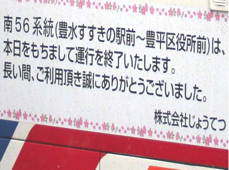 南56系統(豊水すすきの駅前～豊平区役所前)は、
本日をもちまして運行を終了いたします。
長い間、ご利用頂き誠にありがとうございました。
株式会社じょうてつ